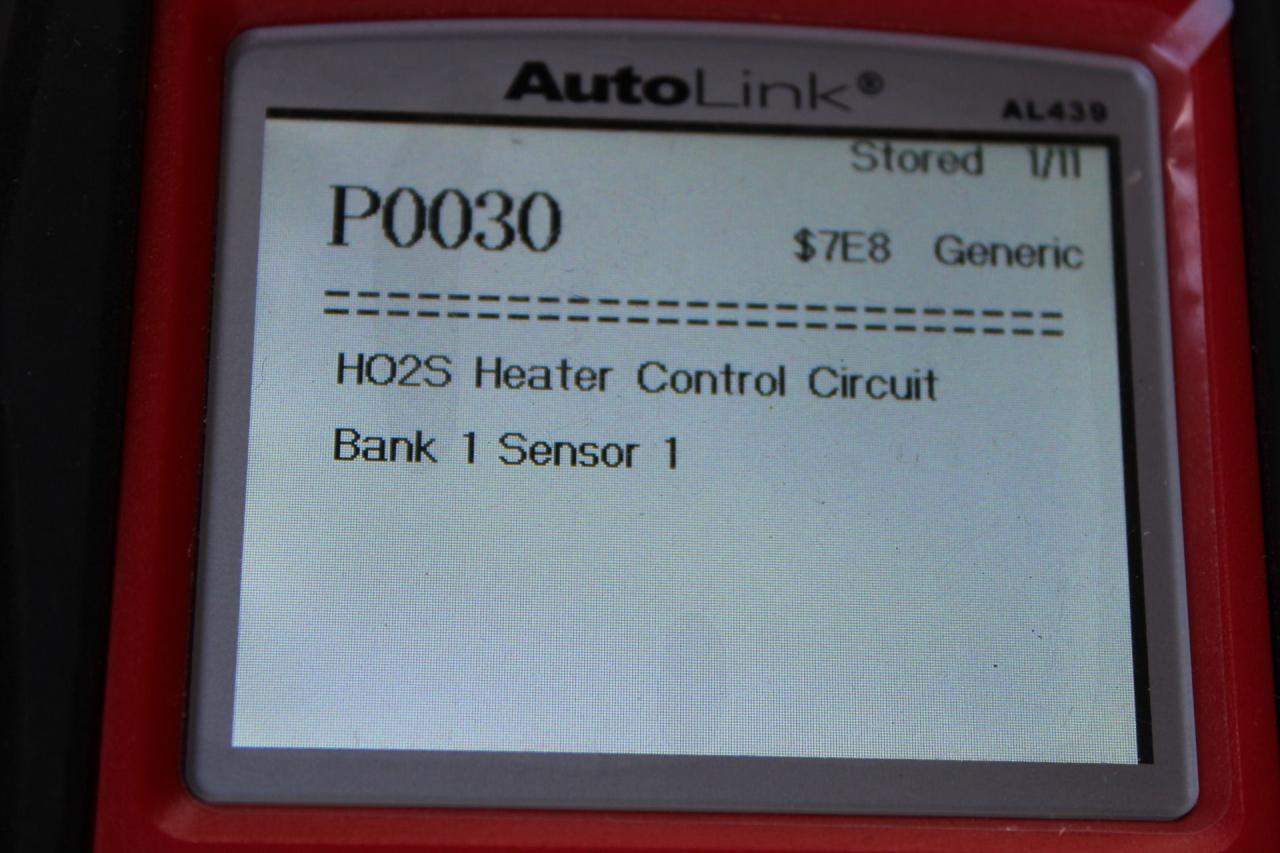 AutoLink®
AL439
Stored 1/11
P0030
$7E8 Generic
=========================
HO2S Heater Control Circuit
Bank 1 Sensor 1